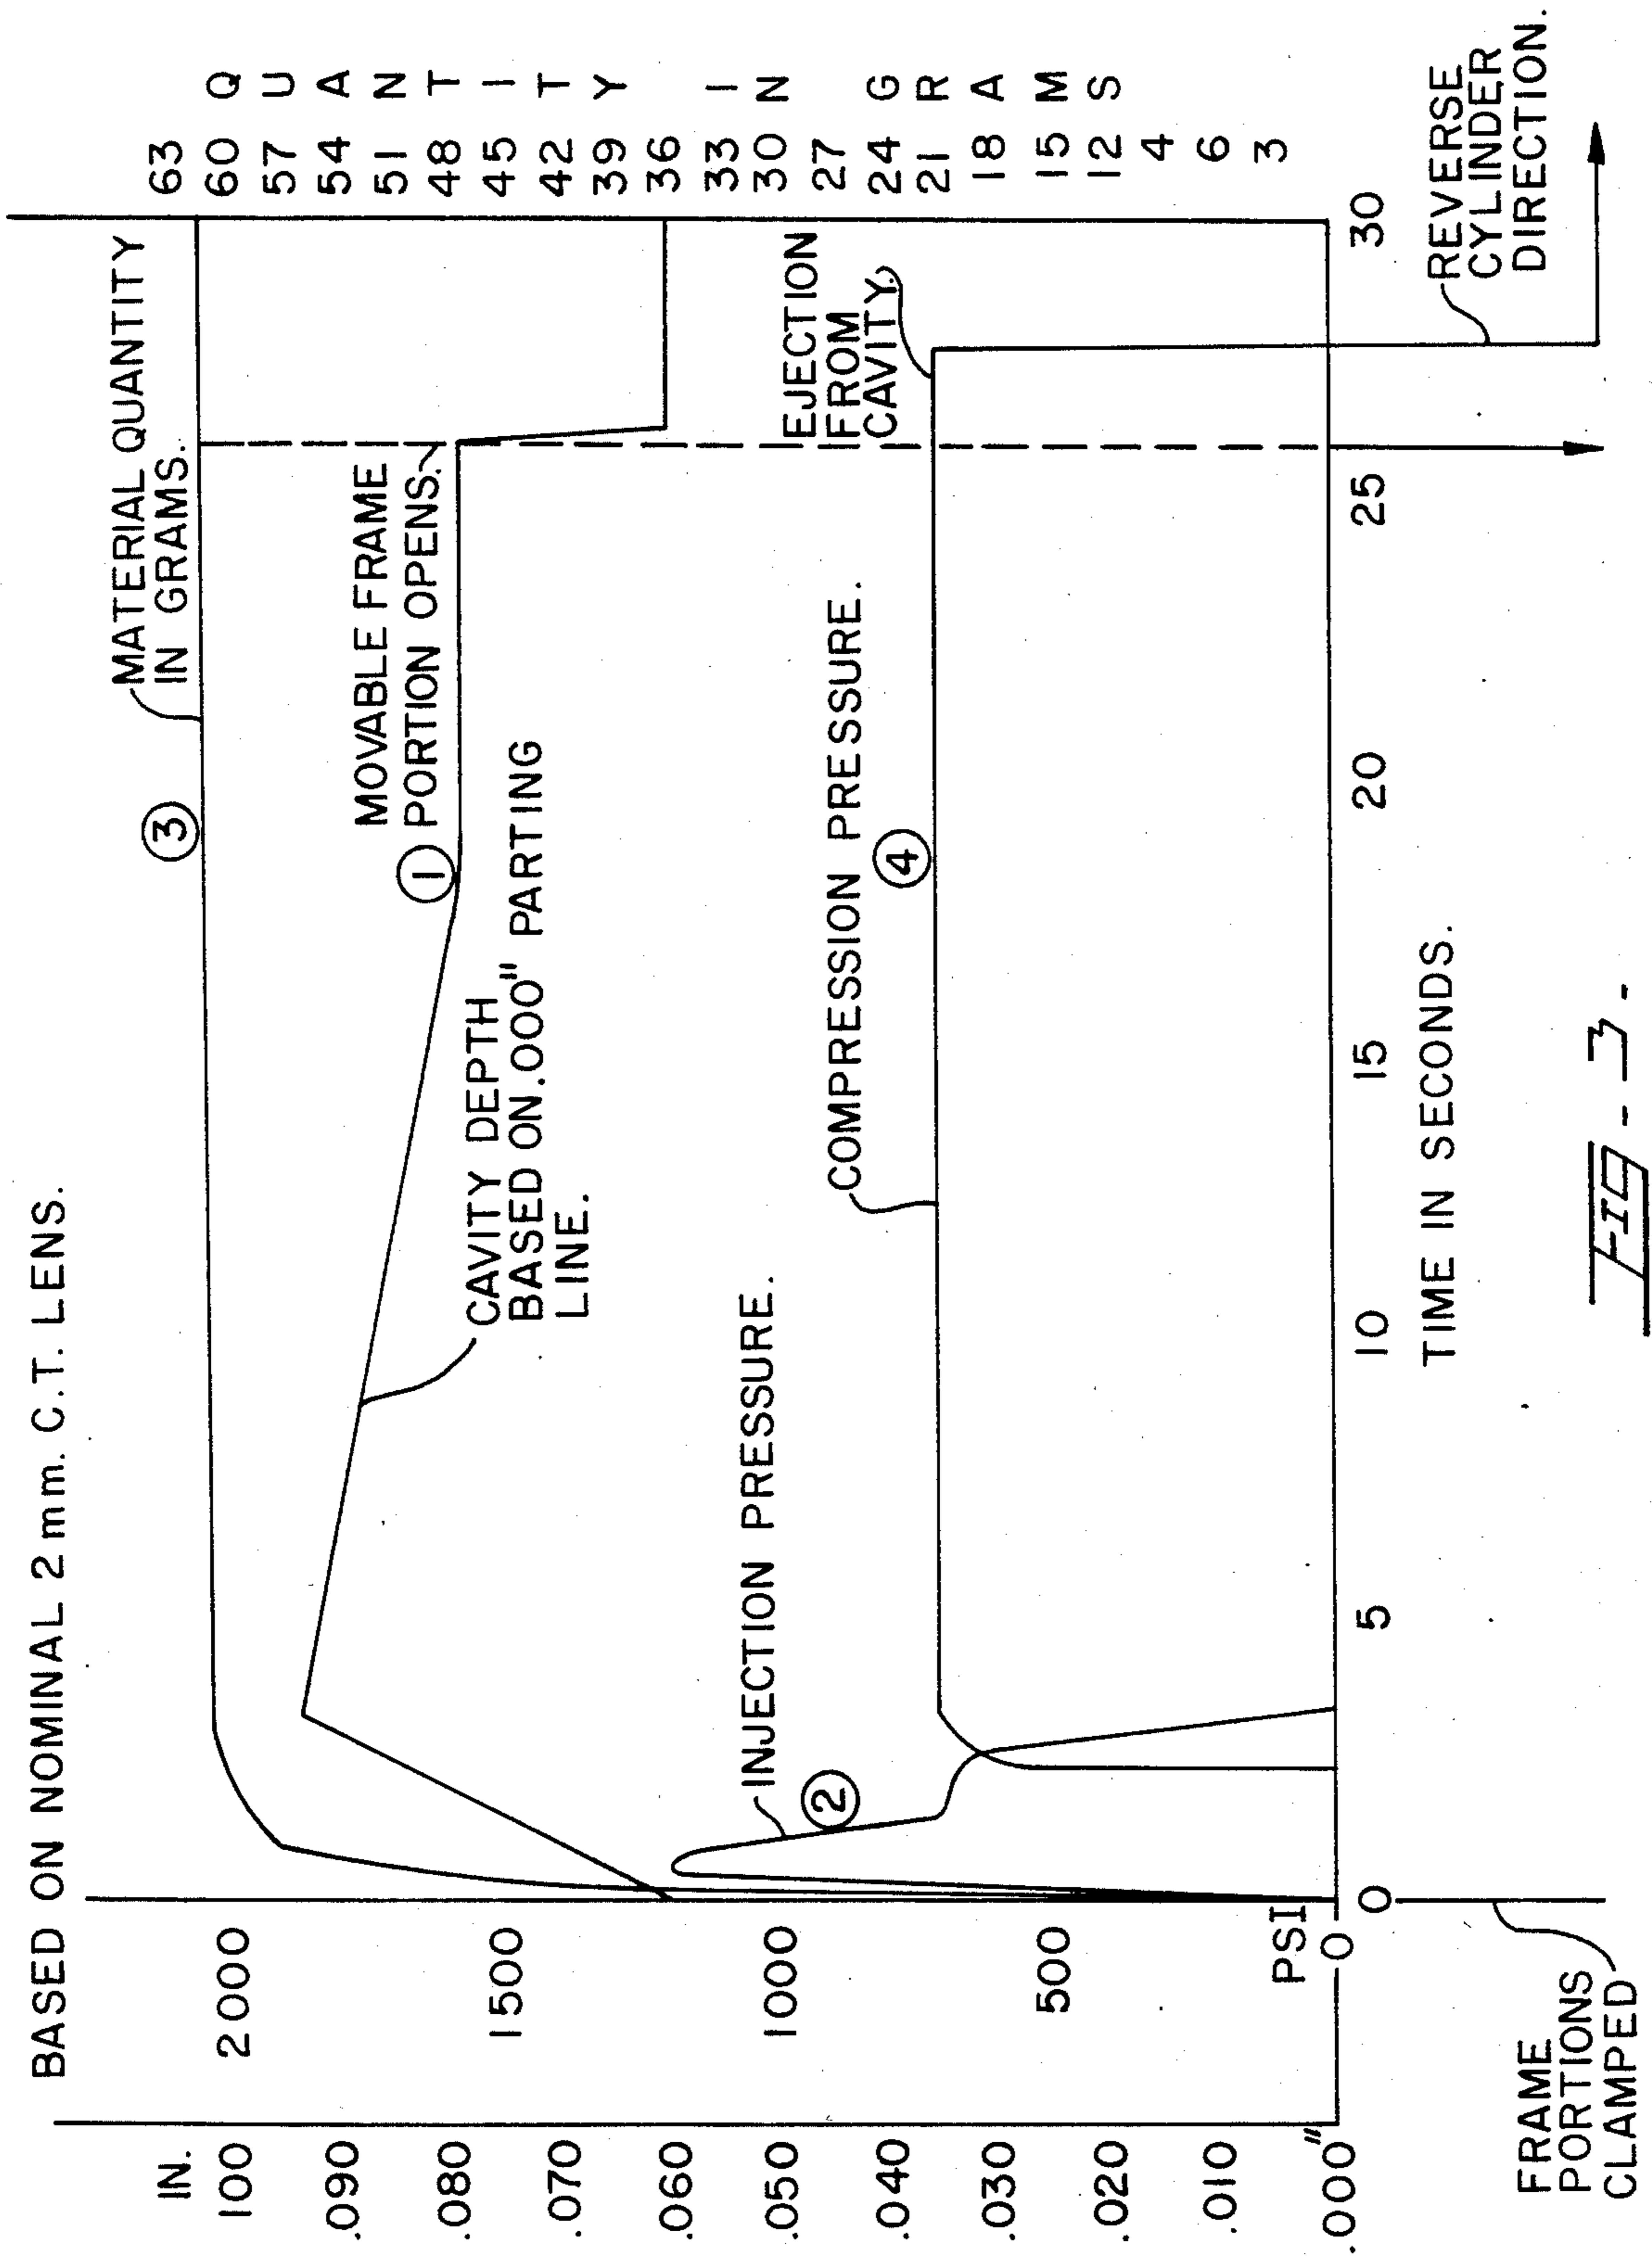 BASED ON NOMINAL 2 mm. C.T. LENS.
IN.
.100
.090
.080
.070
.060
.050
.040
.030
.020
.010
.000"
2000
1500
1000
500
PSI
0
MATERIAL QUANTITY
IN GRAMS.
3
MOVABLE FRAME
PORTION OPENS.
1
CAVITY DEPTH
BASED ON .000" PARTING
LINE.
INJECTION PRESSURE.
2
COMPRESSION PRESSURE.
4
EJECTION
FROM
CAVITY.
63
60 Q
57 U
54 A
51 N
48 T
45 I
42 T
39 Y
36
33 I
30 N
27
24 G
21 R
18 A
15 M
12 S
4
6
3
0 5 10 15 20 25 30
TIME IN SECONDS.
FRAME
PORTIONS
CLAMPED
REVERSE
CYLINDER
DIRECTION.
FIG-3.